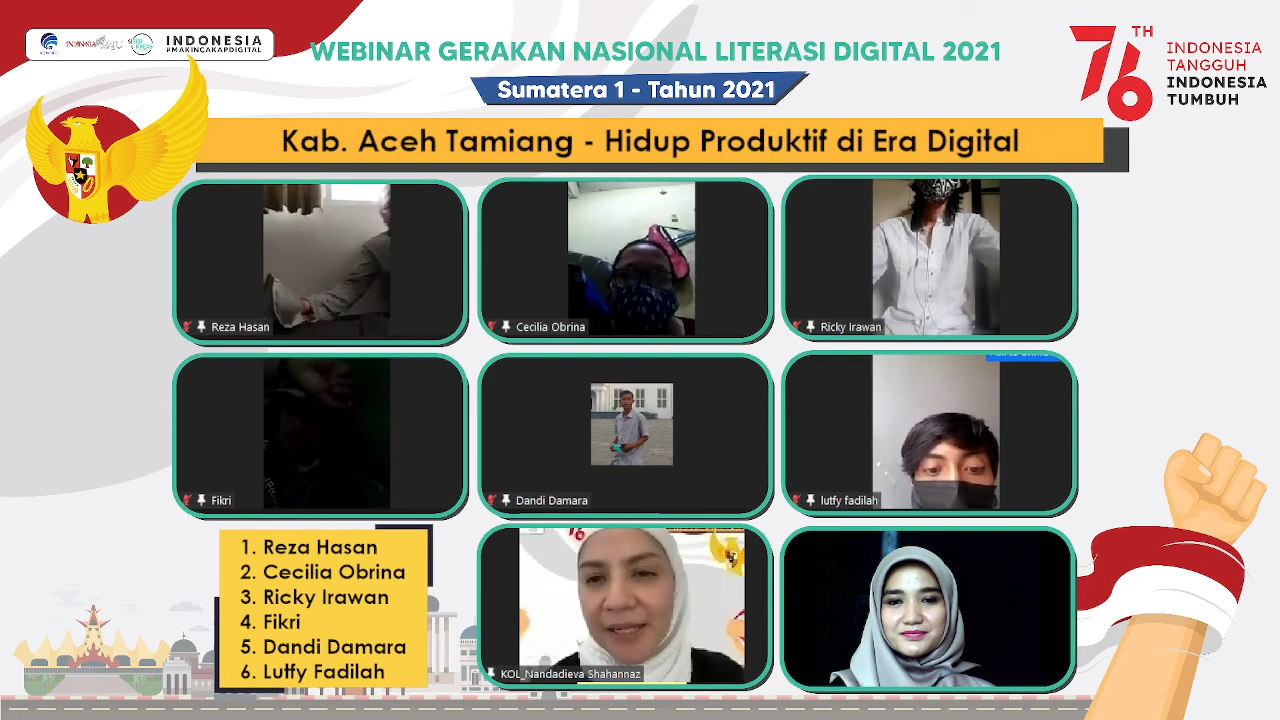 INDONESIA
#MAKINCAKAPDIGITAL
WEBINAR GERAKAN NASIONAL LITERASI DIGITAL 2021
Sumatera 1 - Tahun 2021
76TH
INDONESIA
TANGGUH
INDONESIA
TUMBUH
Kab. Aceh Tamiang - Hidup Produktif di Era Digital
Reza Hasan
Cecilia Obrina
Ricky Irawan
Fikri
Dandi Damara
lutfy fadilah
1. Reza Hasan
2. Cecilia Obrina
3. Ricky Irawan
4. Fikri
5. Dandi Damara
6. Lutfy Fadilah
KOL_Nandadieva Shahannaz